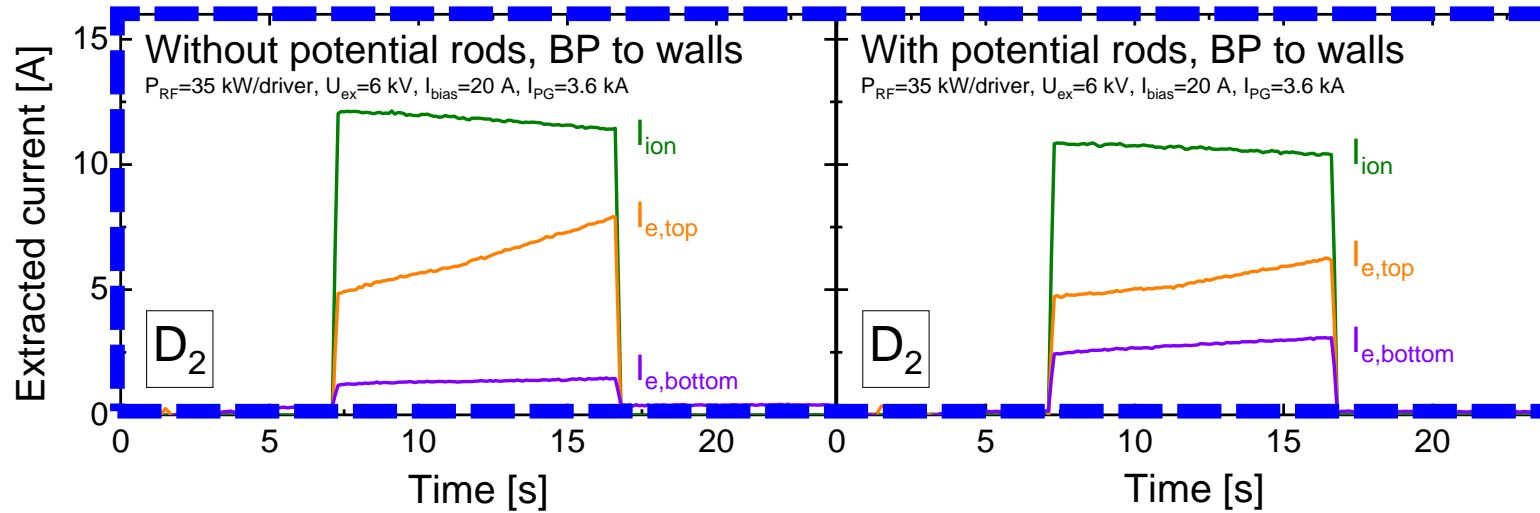 Without potential rods, BP to walls
P_RF=35 kW/driver, U_ex=6 kV, I_bias=20 A, I_PG=3.6 kA
I_ion
I_e,top
I_e,bottom
D_2
Extracted current [A]
15
10
5
0
0 5 10 15 20
Time [s]
With potential rods, BP to walls
P_RF=35 kW/driver, U_ex=6 kV, I_bias=20 A, I_PG=3.6 kA
I_ion
I_e,top
I_e,bottom
D_2
0 5 10 15 20
Time [s]